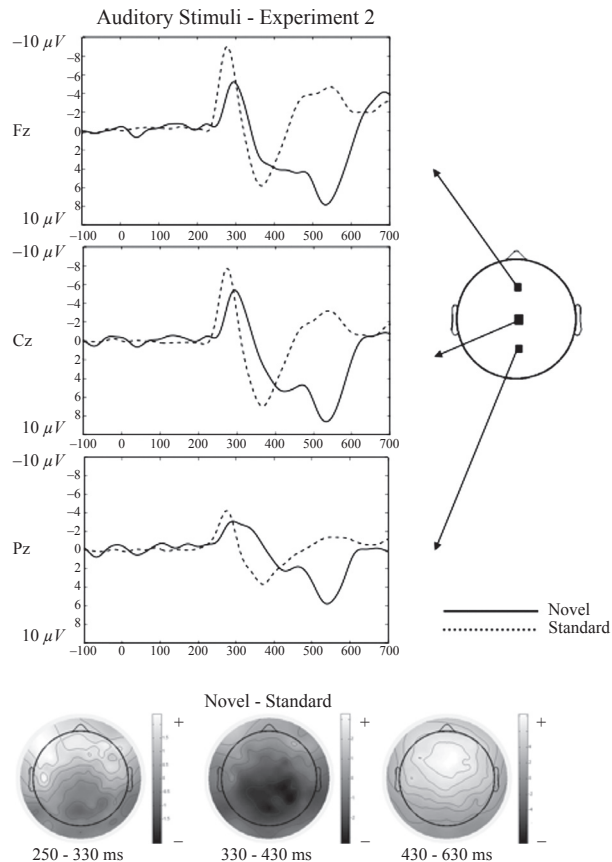 Auditory Stimuli - Experiment 2
–10 µV
–8
–6
–4
–2
Fz
0
2
4
6
8
10 µV
–100 0 100 200 300 400 500 600 700
–10 µV
–8
–6
–4
–2
Cz
0
2
4
6
8
10 µV
–100 0 100 200 300 400 500 600 700
–10 µV
–8
–6
–4
–2
Pz
0
2
4
6
8
10 µV
–100 0 100 200 300 400 500 600 700
Novel
Standard
Novel - Standard
+ + +
– – –
250 - 330 ms 330 - 430 ms 430 - 630 ms